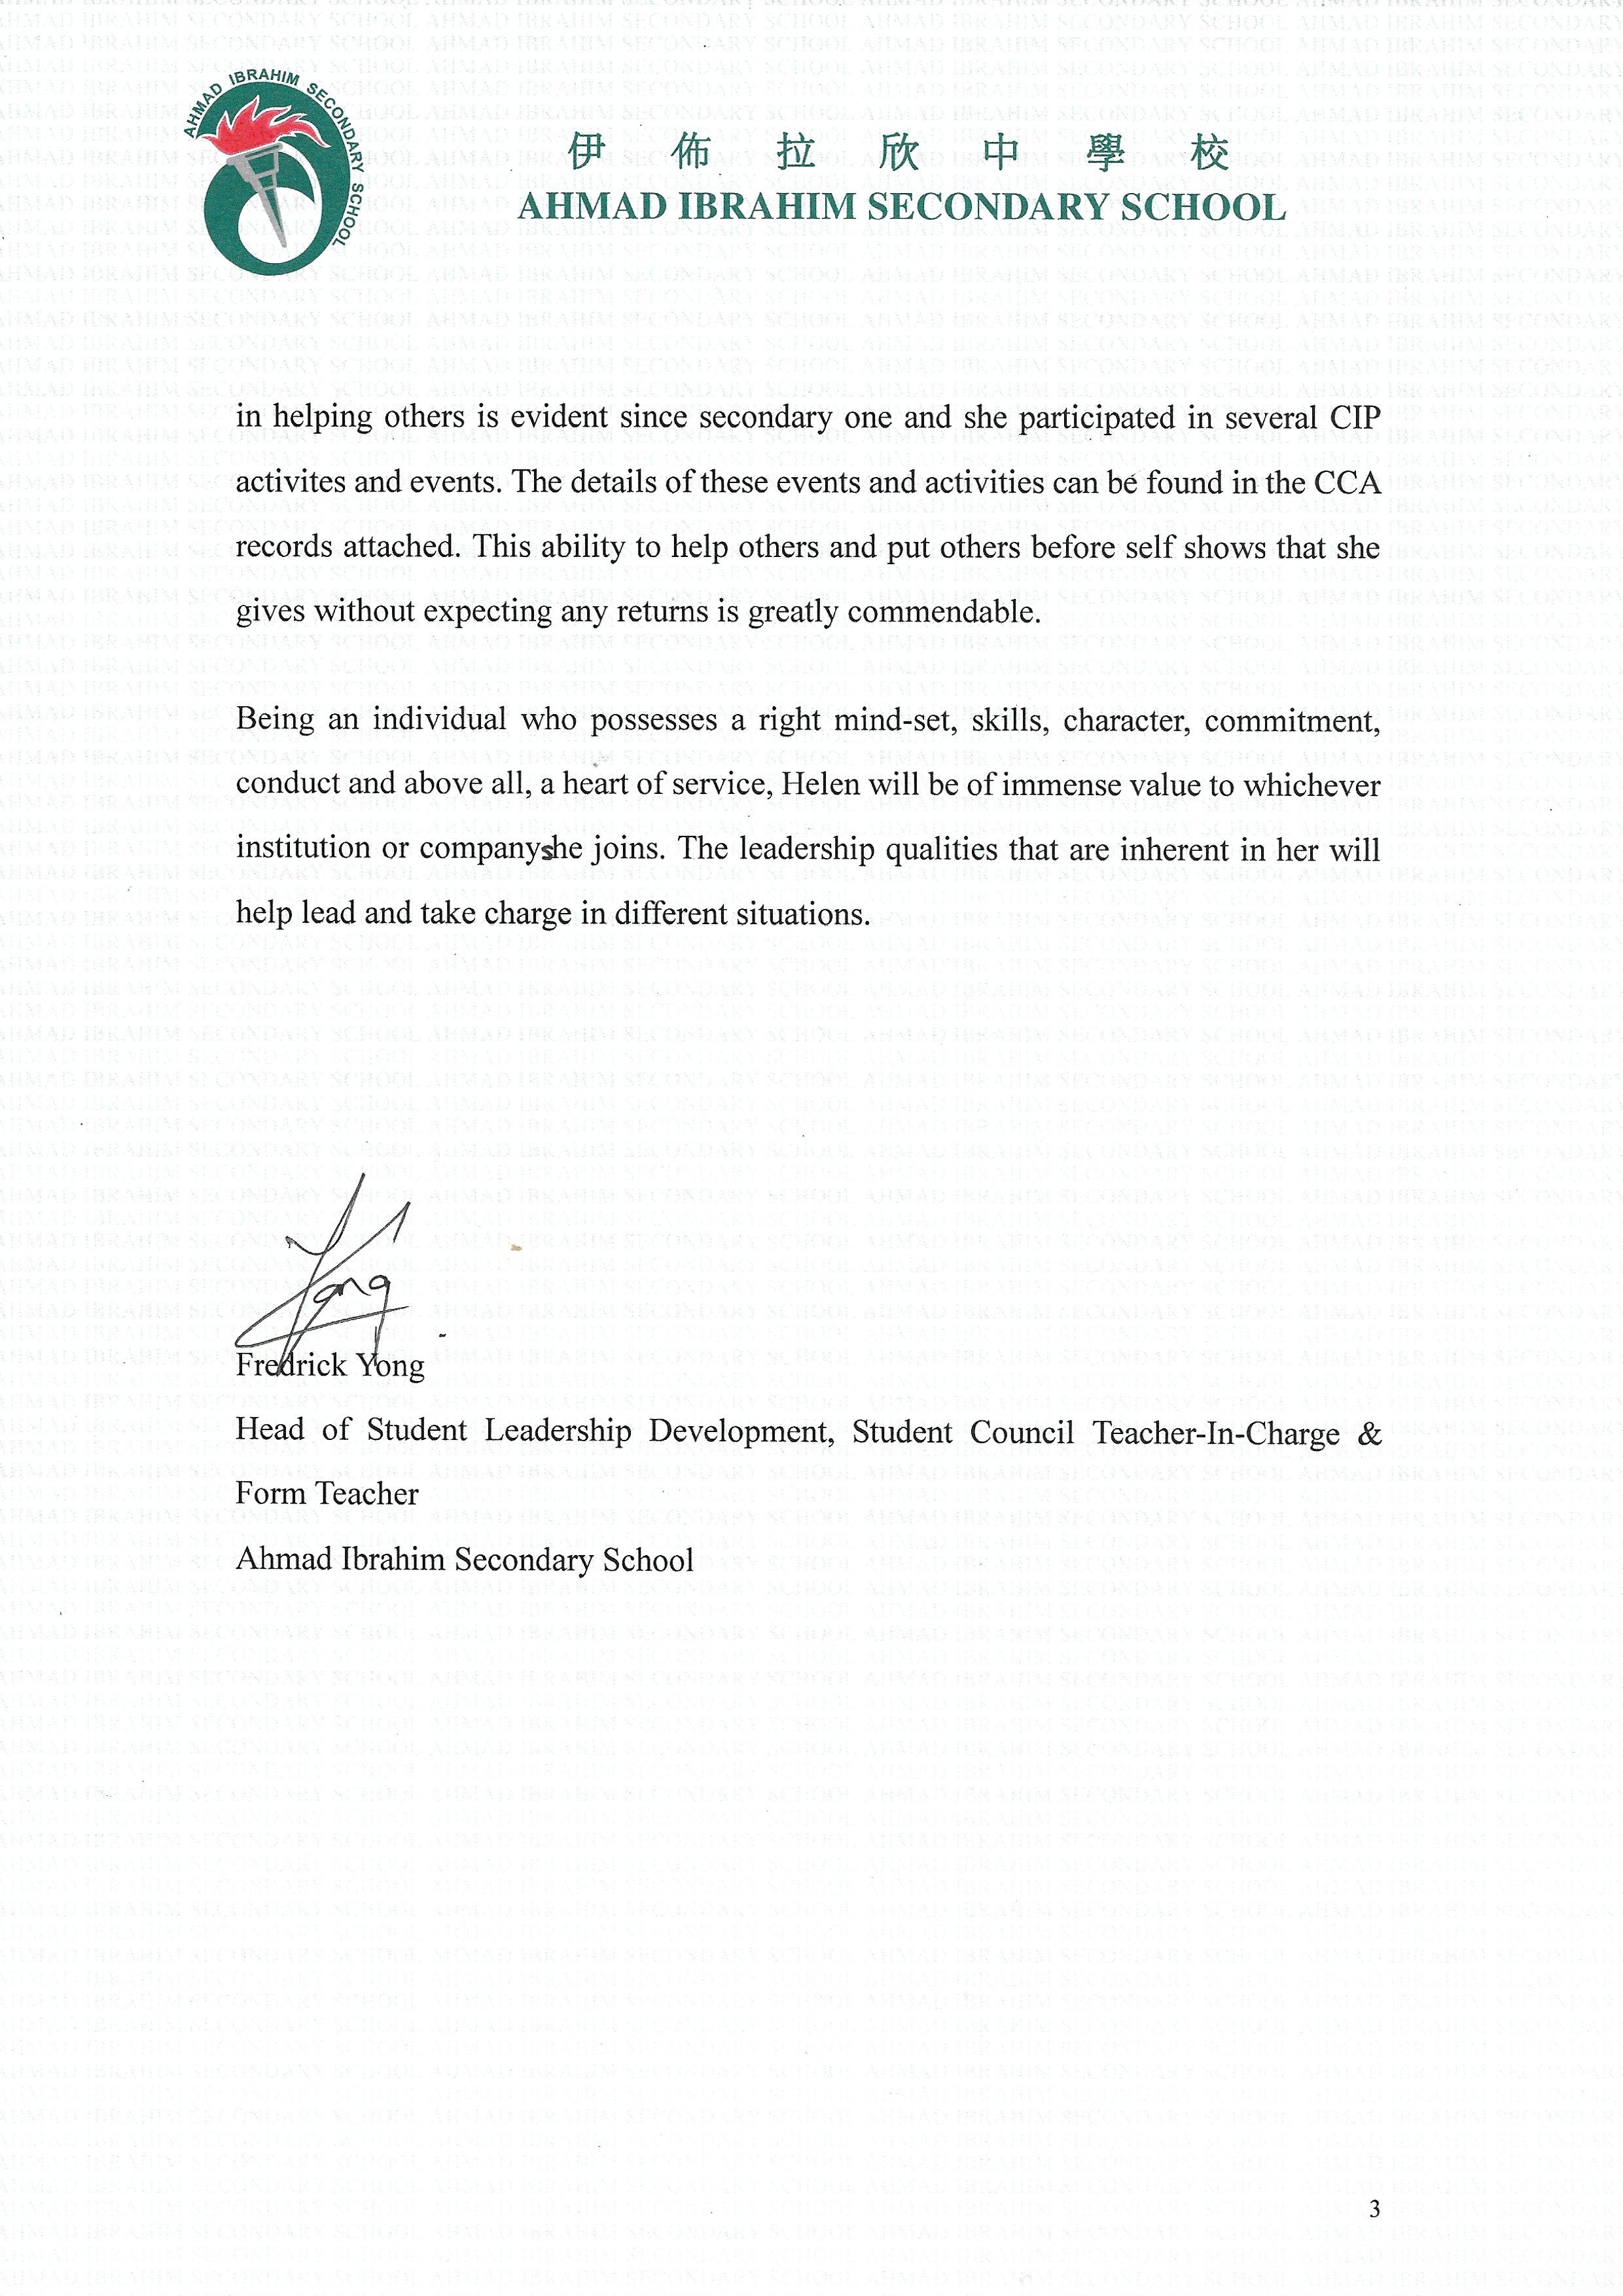 AHMAD IBRAHIM SECONDARY SCHOOL
伊佈拉欣中學校
AHMAD IBRAHIM SECONDARY SCHOOL
in helping others is evident since secondary one and she participated in several CIP
activites and events. The details of these events and activities can be found in the CCA
records attached. This ability to help others and put others before self shows that she
gives without expecting any returns is greatly commendable.
Being an individual who possesses a right mind-set, skills, character, commitment,
conduct and above all, a heart of service, Helen will be of immense value to whichever
institution or companyshe joins. The leadership qualities that are inherent in her will
help lead and take charge in different situations.
Yong
Fredrick Yong
Head of Student Leadership Development, Student Council Teacher-In-Charge &
Form Teacher
Ahmad Ibrahim Secondary School
3